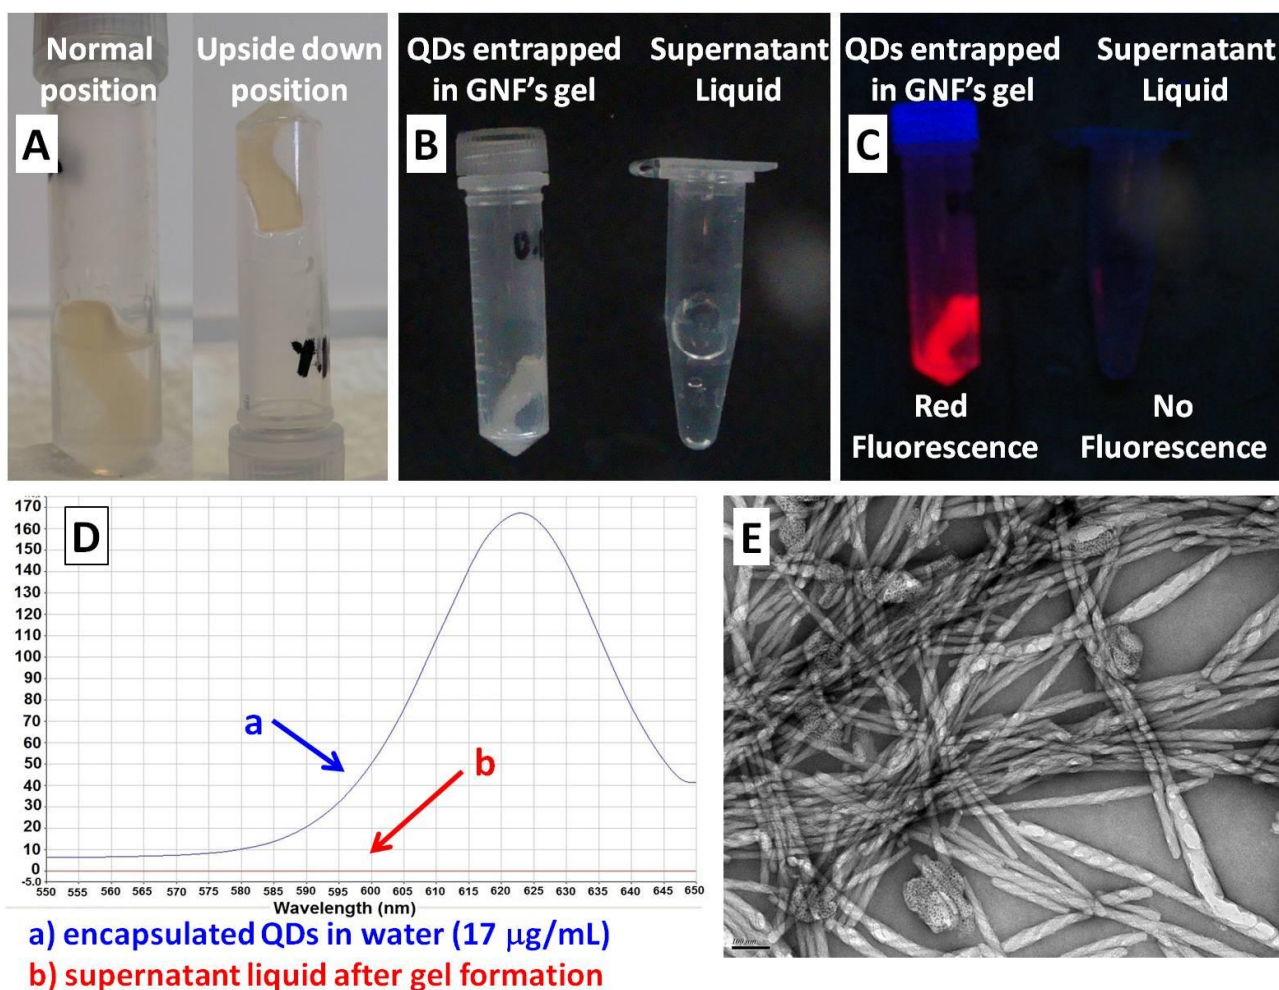 Normal position
Upside down position
A
QDs entrapped in GNF's gel
Supernatant Liquid
B
0.
QDs entrapped in GNF's gel
Supernatant Liquid
C
Red Fluorescence
No Fluorescence
D
170
160
150
140
130
120
110
100
90
80
70
60
50
40
30
20
10
0
-5.0
550 555 560 565 570 575 580 585 590 595 600 605 610 615 620 625 630 635 640 645 650
Wavelength (nm)
a
b
a) encapsulated QDs in water (17 μg/mL)
b) supernatant liquid after gel formation
E
100 nm